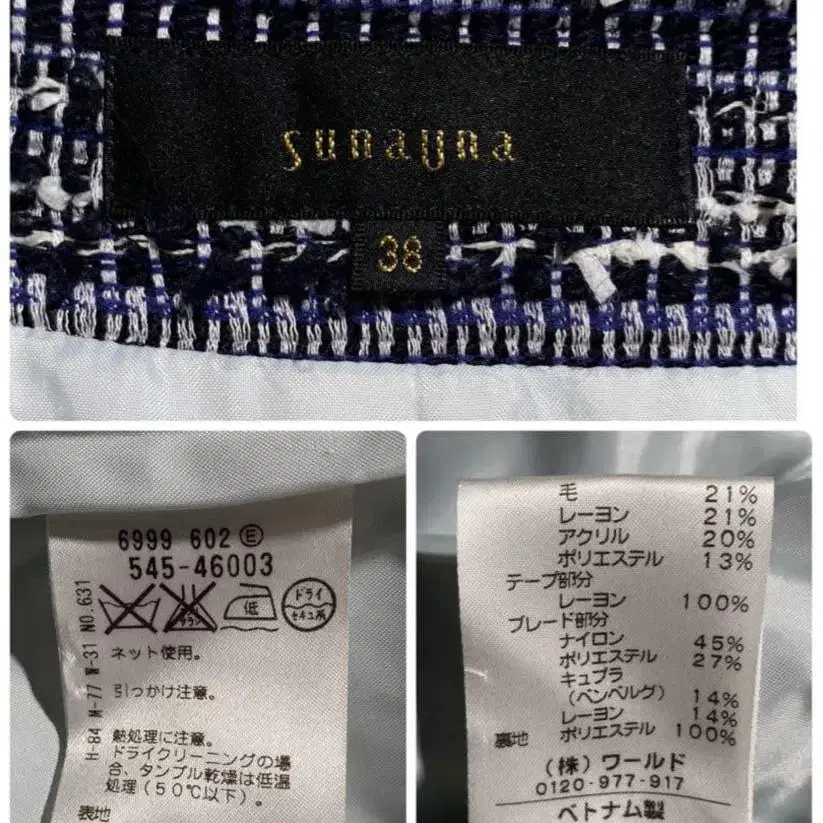 sunauna
38
6999 602 Ⓔ
545-46003
低
ドライ
セキユ系
ネット使用。
引っかけ注意。
熱処理に注意。
ドライクリーニングの場
合、タンブル乾燥は低温
処理(50℃以下)。
表地
H-84 M-77 W-31 NO.631
毛 21%
レーヨン 21%
アクリル 20%
ポリエステル 13%
テープ部分
レーヨン 100%
ブレード部分
ナイロン 45%
ポリエステル 27%
キュプラ
(ベンベルグ) 14%
レーヨン 14%
裏地 ポリエステル 100%
(株)ワールド
0120-977-917
ベトナム製